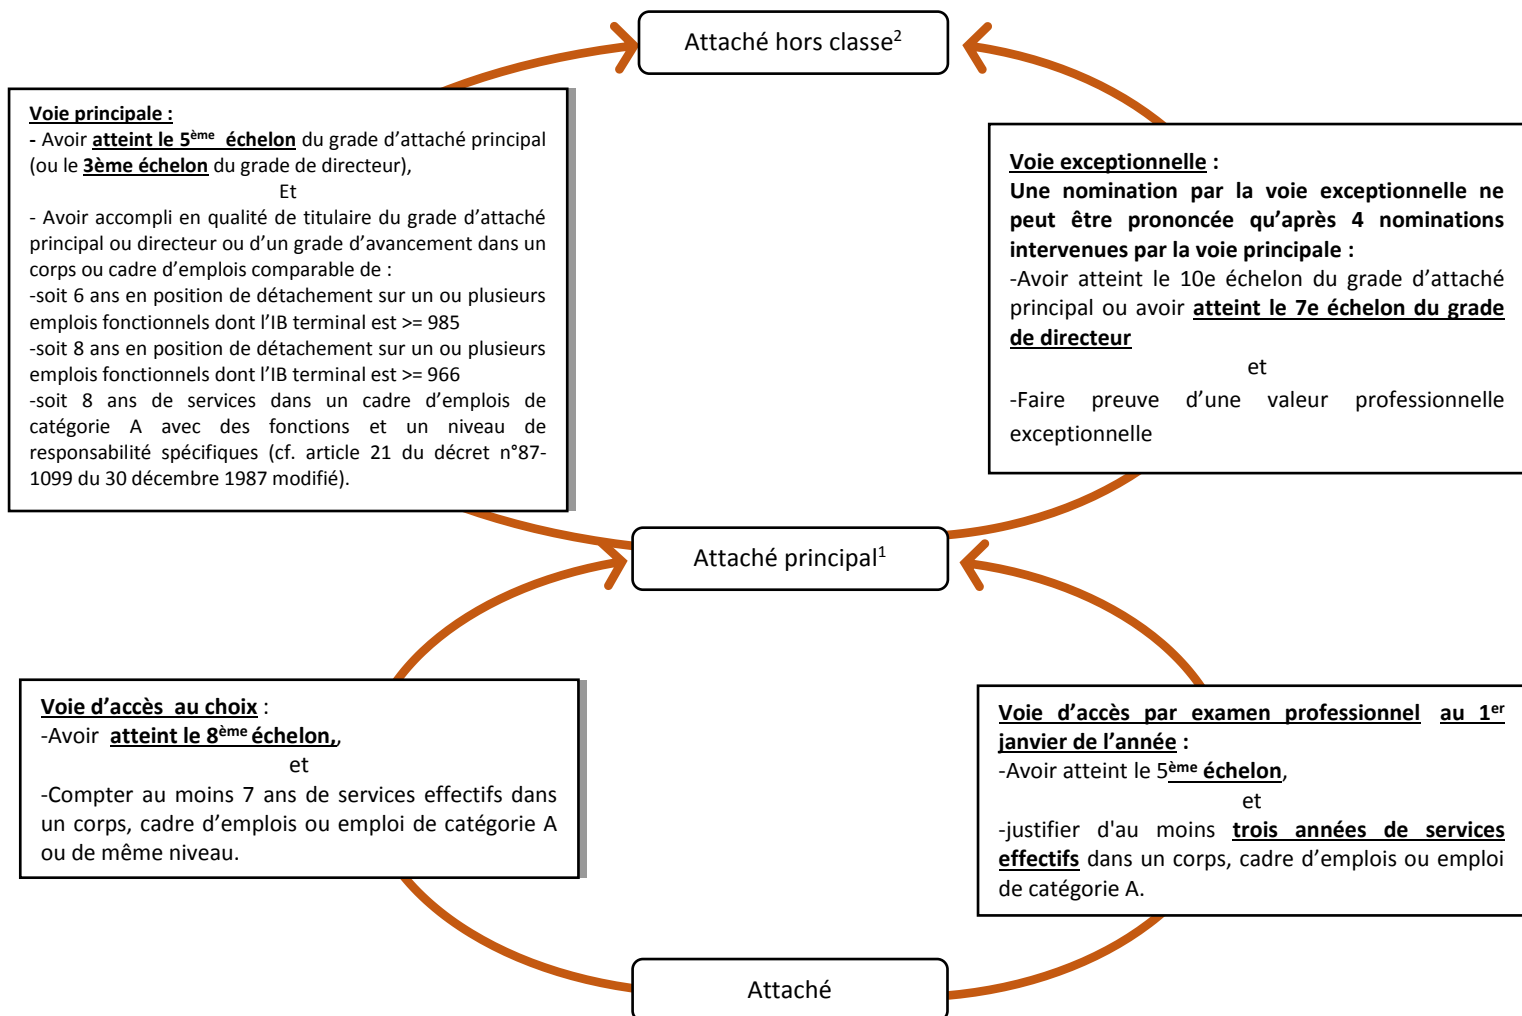 Attaché hors classe²
Voie principale :
- Avoir atteint le 5ème échelon du grade d’attaché principal
(ou le 3ème échelon du grade de directeur),
Et
- Avoir accompli en qualité de titulaire du grade d’attaché
principal ou directeur ou d’un grade d’avancement dans un
corps ou cadre d’emplois comparable de :
-soit 6 ans en position de détachement sur un ou plusieurs
emplois fonctionnels dont l’IB terminal est >= 985
-soit 8 ans en position de détachement sur un ou plusieurs
emplois fonctionnels dont l’IB terminal est >= 966
-soit 8 ans de services dans un cadre d’emplois de
catégorie A avec des fonctions et un niveau de
responsabilité spécifiques (cf. article 21 du décret n°87-
1099 du 30 décembre 1987 modifié).
Voie exceptionnelle :
Une nomination par la voie exceptionnelle ne
peut être prononcée qu’après 4 nominations
intervenues par la voie principale :
-Avoir atteint le 10e échelon du grade d’attaché
principal ou avoir atteint le 7e échelon du grade
de directeur
et
-Faire preuve d’une valeur professionnelle
exceptionnelle
Attaché principal¹
Voie d’accès au choix :
-Avoir atteint le 8ème échelon,,
et
-Compter au moins 7 ans de services effectifs dans
un corps, cadre d’emplois ou emploi de catégorie A
ou de même niveau.
Voie d’accès par examen professionnel au 1er
janvier de l’année :
-Avoir atteint le 5ème échelon,
et
-justifier d'au moins trois années de services
effectifs dans un corps, cadre d’emplois ou emploi
de catégorie A.
Attaché